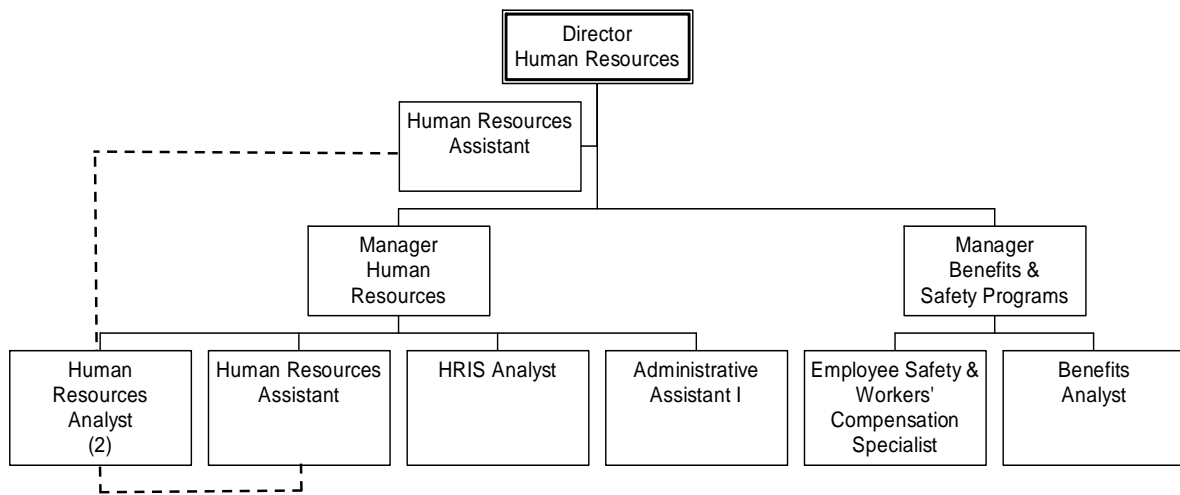 Director
Human Resources
Human Resources
Assistant
Manager
Human
Resources
Manager
Benefits &
Safety Programs
Human
Resources
Analyst
(2)
Human Resources
Assistant
HRIS Analyst
Administrative
Assistant I
Employee Safety &
Workers'
Compensation
Specialist
Benefits
Analyst